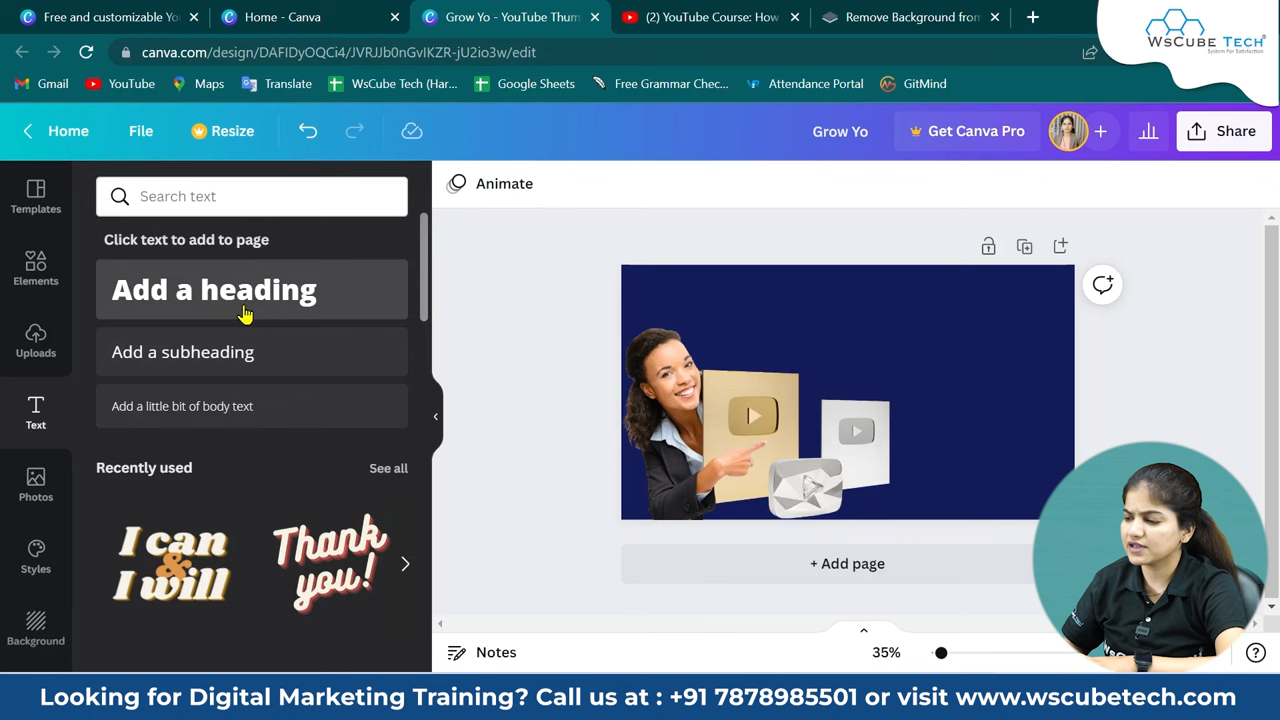 Free and customizable You
Home - Canva
Grow Yo - YouTube Thum
(2) YouTube Course: How
Remove Background from
WSCUBE TECH
System For Satisfaction
canva.com/design/DAFIDyOQCi4/JVRJJb0nGvIKZR-jU2io3w/edit
Gmail
YouTube
Maps
Translate
WsCube Tech (Har...
Google Sheets
Free Grammar Chec...
Attendance Portal
GitMind
Home
File
Resize
Grow Yo
Get Canva Pro
Share
Templates
Elements
Uploads
Text
Photos
Styles
Background
Search text
Click text to add to page
Add a heading
Add a subheading
Add a little bit of body text
Recently used
See all
I can
&
I will
Thank
you!
Animate
+ Add page
Notes
35%
Looking for Digital Marketing Training? Call us at : +91 7878985501 or visit www.wscubetech.com